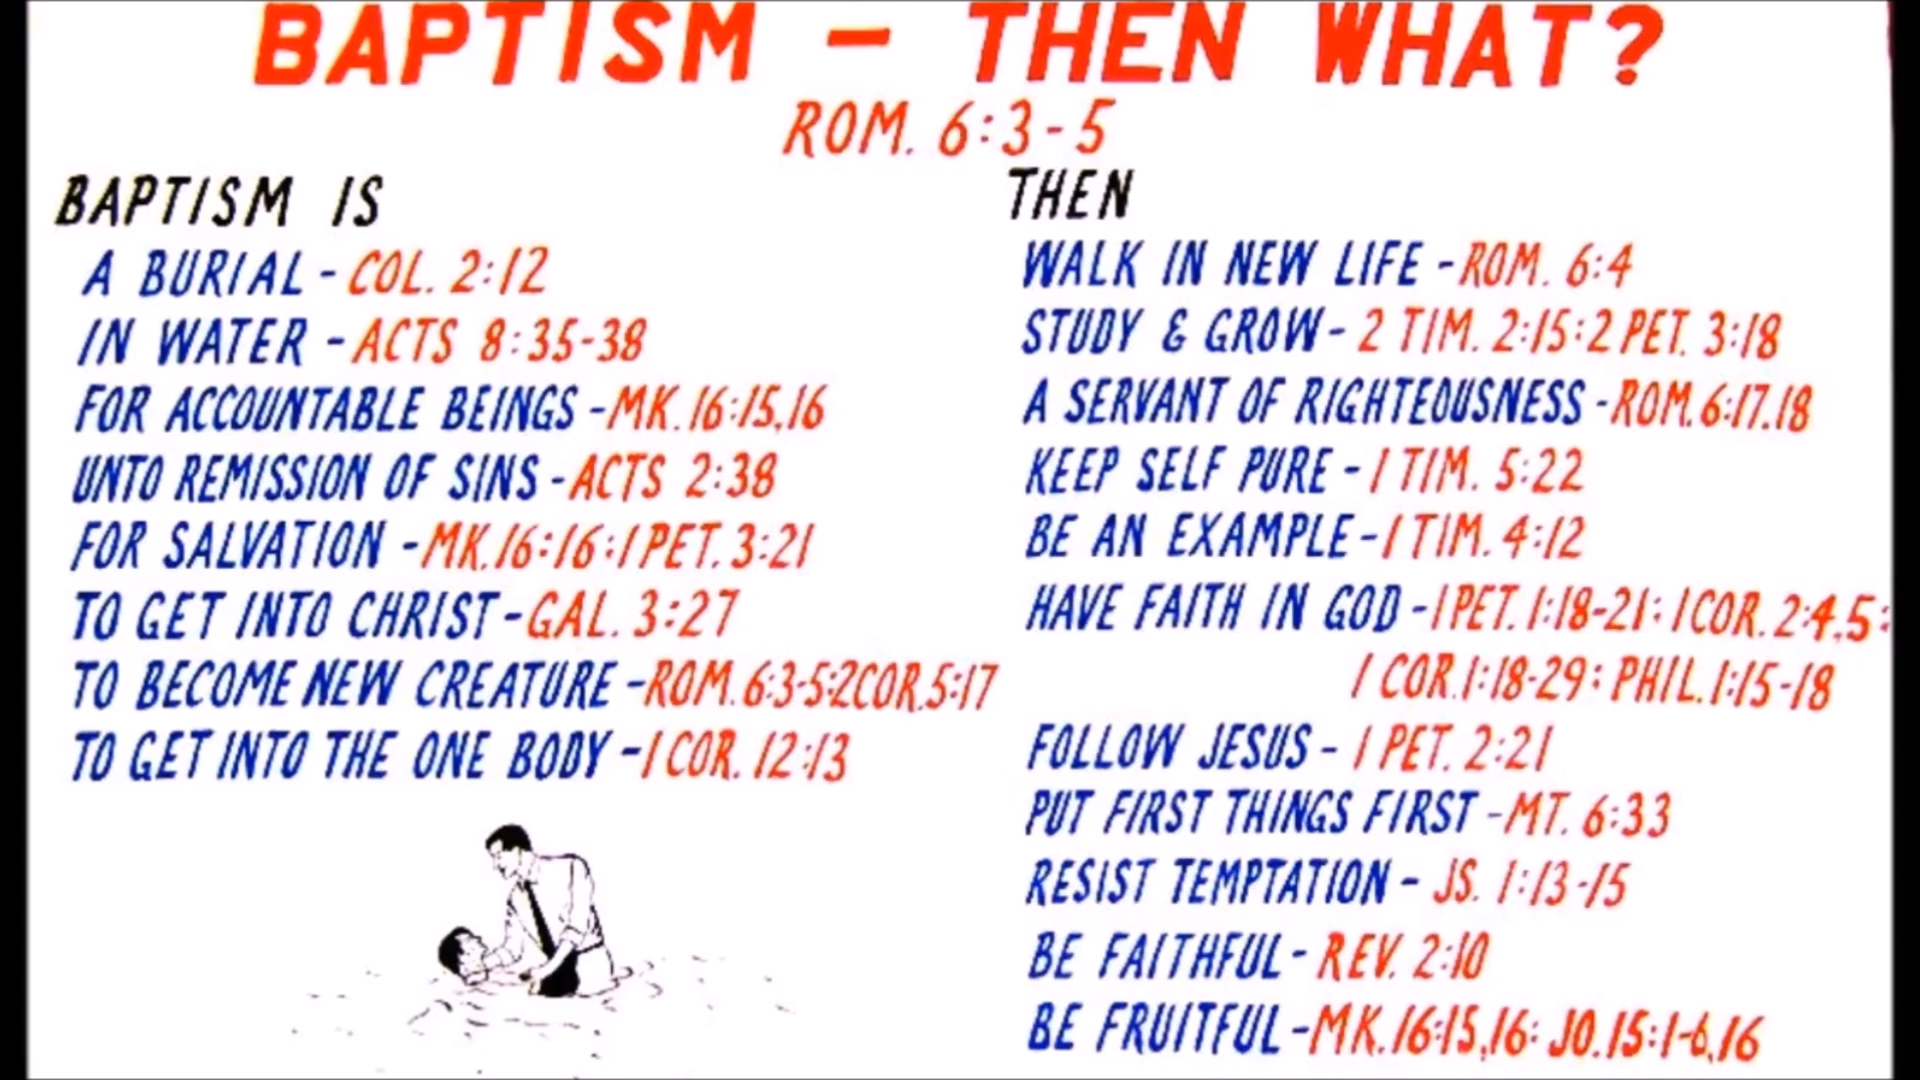 BAPTISM - THEN WHAT?
ROM. 6:3-5
BAPTISM IS
A BURIAL - COL. 2:12
IN WATER - ACTS 8:35-38
FOR ACCOUNTABLE BEINGS - MK. 16:15,16
UNTO REMISSION OF SINS - ACTS 2:38
FOR SALVATION - MK. 16:16: 1 PET. 3:21
TO GET INTO CHRIST - GAL. 3:27
TO BECOME NEW CREATURE - ROM. 6:3-5: 2 COR. 5:17
TO GET INTO THE ONE BODY - 1 COR. 12:13
THEN
WALK IN NEW LIFE - ROM. 6:4
STUDY & GROW - 2 TIM. 2:15: 2 PET. 3:18
A SERVANT OF RIGHTEOUSNESS - ROM. 6:17.18
KEEP SELF PURE - 1 TIM. 5:22
BE AN EXAMPLE - 1 TIM. 4:12
HAVE FAITH IN GOD - 1 PET. 1:18-21: 1 COR. 2:4,5:
1 COR. 1:18-29: PHIL. 1:15-18
FOLLOW JESUS - 1 PET. 2:21
PUT FIRST THINGS FIRST - MT. 6:33
RESIST TEMPTATION - JS. 1:13-15
BE FAITHFUL - REV. 2:10
BE FRUITFUL - MK. 16:15,16: JO. 15:1-6,16